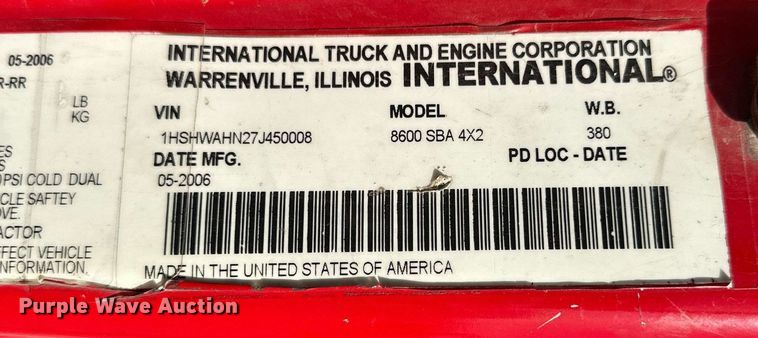 05-2006
R-RR
LB
KG
ES
S
PSI COLD DUAL
CLE SAFTEY
OVE.
ACTOR
FFECT VEHICLE
INFORMATION.
INTERNATIONAL TRUCK AND ENGINE CORPORATION
WARRENVILLE, ILLINOIS INTERNATIONAL®
VIN MODEL W.B.
1HSHWAHN27J450008 8600 SBA 4X2 380
DATE MFG. PD LOC - DATE
05-2006
MADE IN THE UNITED STATES OF AMERICA
Purple Wave Auction